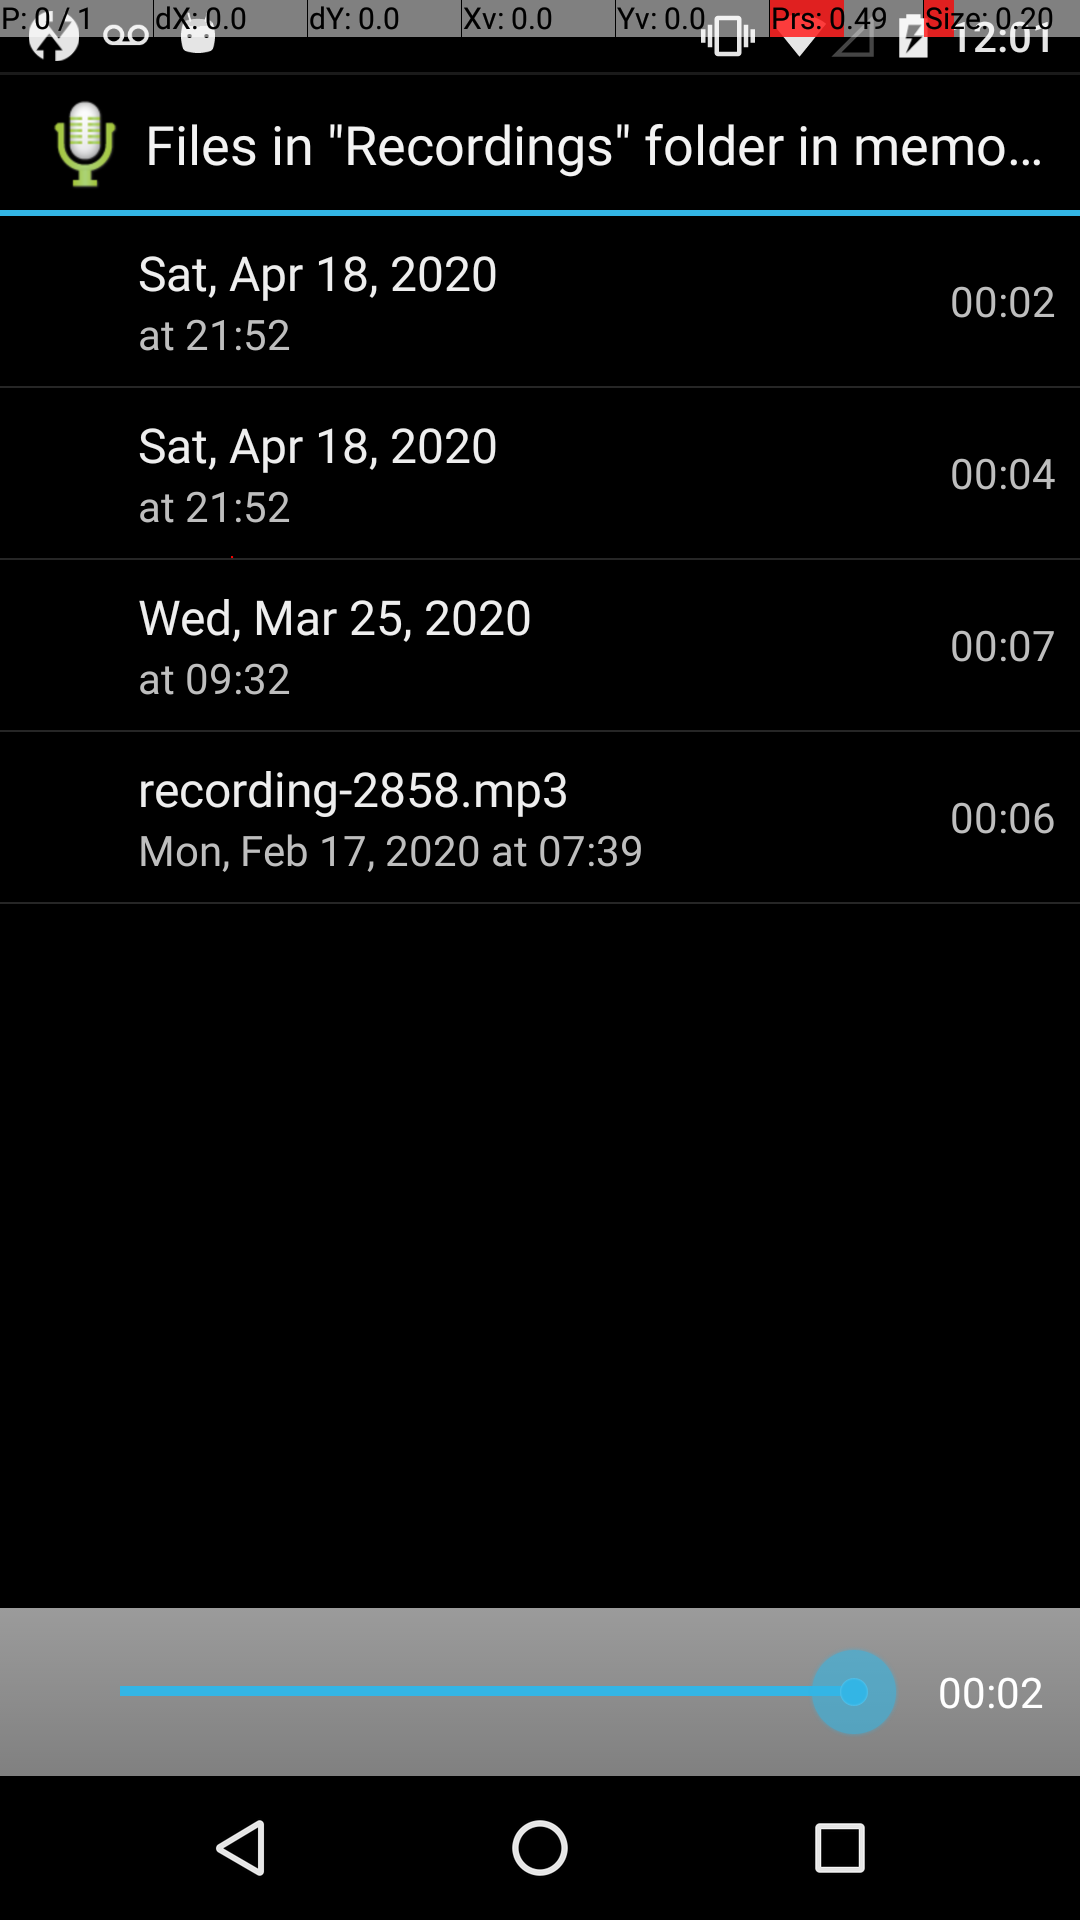 P: 0 / 1 dX: 0.0 dY: 0.0 Xv: 0.0 Yv: 0.0 Prs: 0.49 Size: 0.20
12:01
Files in "Recordings" folder in memo...
Sat, Apr 18, 2020
at 21:52
00:02
Sat, Apr 18, 2020
at 21:52
00:04
Wed, Mar 25, 2020
at 09:32
00:07
recording-2858.mp3
Mon, Feb 17, 2020 at 07:39
00:06
00:02